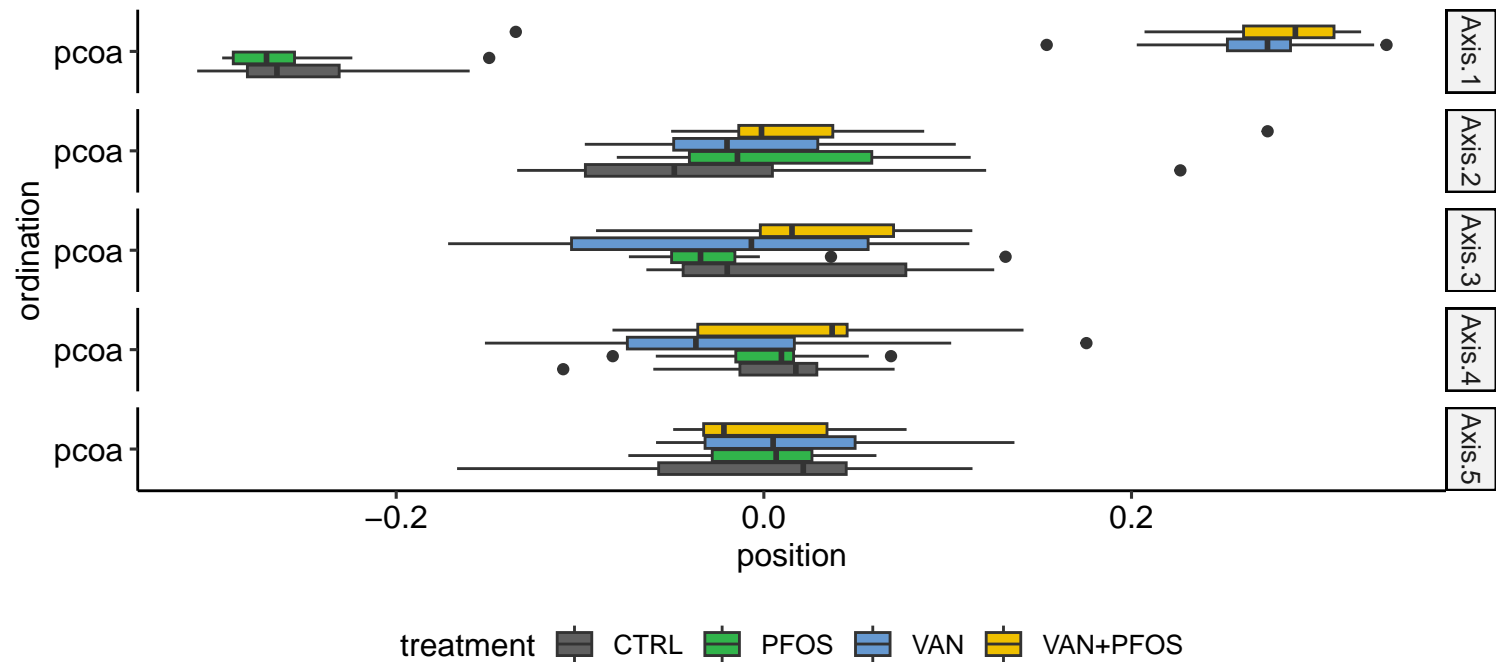 pcoa
Axis.1
pcoa
Axis.2
pcoa
Axis.3
pcoa
Axis.4
pcoa
Axis.5
ordination
−0.2 0.0 0.2
position
treatment CTRL PFOS VAN VAN+PFOS